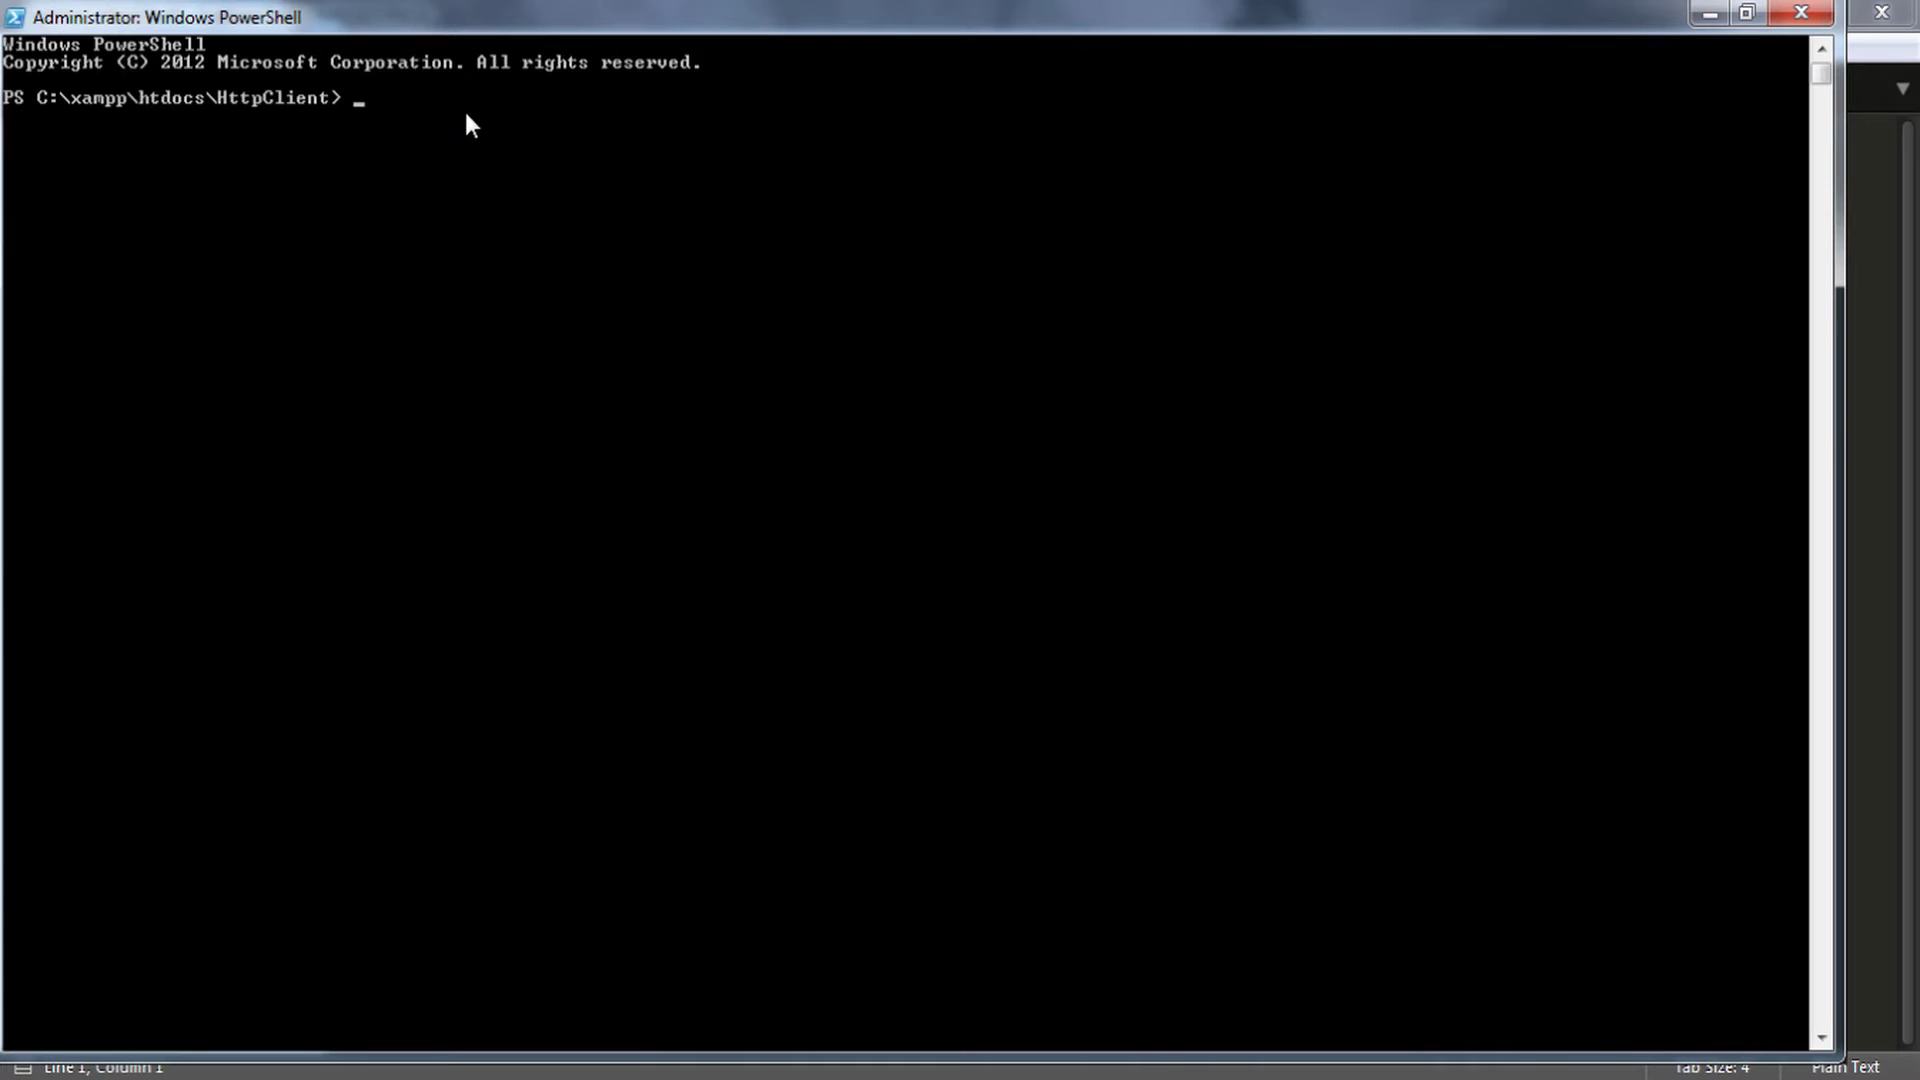 Administrator: Windows PowerShell
Windows PowerShell
Copyright (C) 2012 Microsoft Corporation. All rights reserved.
PS C:\xampp\htdocs\HttpClient> _
Line 1, Column 1
Tab Size: 4
Plain Text